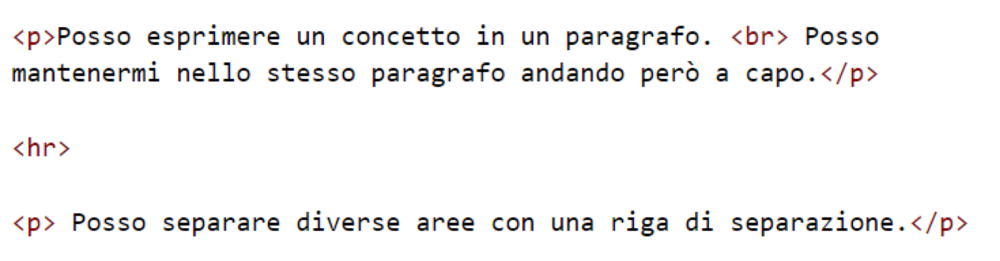 <p>Posso esprimere un concetto in un paragrafo. <br> Posso
mantenermi nello stesso paragrafo andando però a capo.</p>
<hr>
<p> Posso separare diverse aree con una riga di separazione.</p>